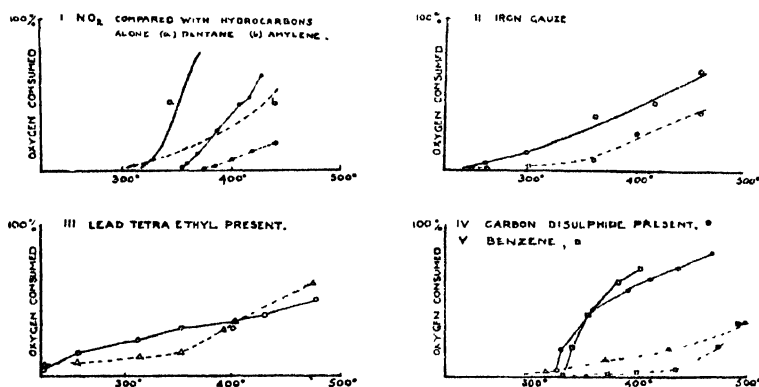 I NO₂ COMPARED WITH HYDROCARBONS
ALONE (a) PENTANE (b) AMYLENE.
100%
OXYGEN CONSUMED
300° 400° 500°
II IRON GAUZE
100%
OXYGEN CONSUMED
300° 400° 500°
III LEAD TETRA ETHYL PRESENT.
100%
OXYGEN CONSUMED
300° 400° 500°
IV CARBON DISULPHIDE PRESENT,
V BENZENE,
100%
OXYGEN CONSUMED
300° 400° 500°